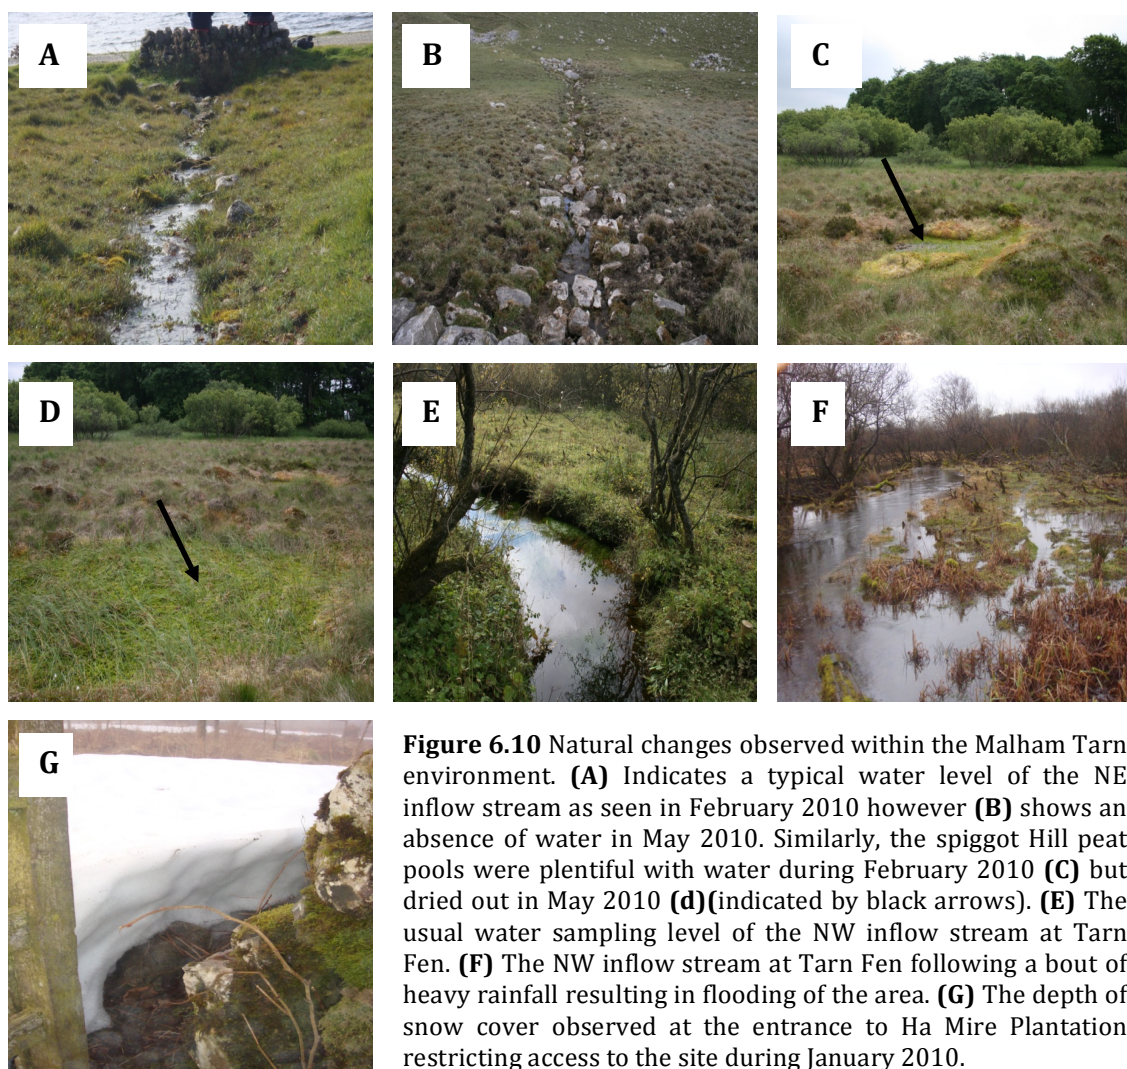 A
B
C
D
E
F
G
Figure 6.10 Natural changes observed within the Malham Tarn
environment. (A) Indicates a typical water level of the NE
inflow stream as seen in February 2010 however (B) shows an
absence of water in May 2010. Similarly, the spiggot Hill peat
pools were plentiful with water during February 2010 (C) but
dried out in May 2010 (d)(indicated by black arrows). (E) The
usual water sampling level of the NW inflow stream at Tarn
Fen. (F) The NW inflow stream at Tarn Fen following a bout of
heavy rainfall resulting in flooding of the area. (G) The depth of
snow cover observed at the entrance to Ha Mire Plantation
restricting access to the site during January 2010.